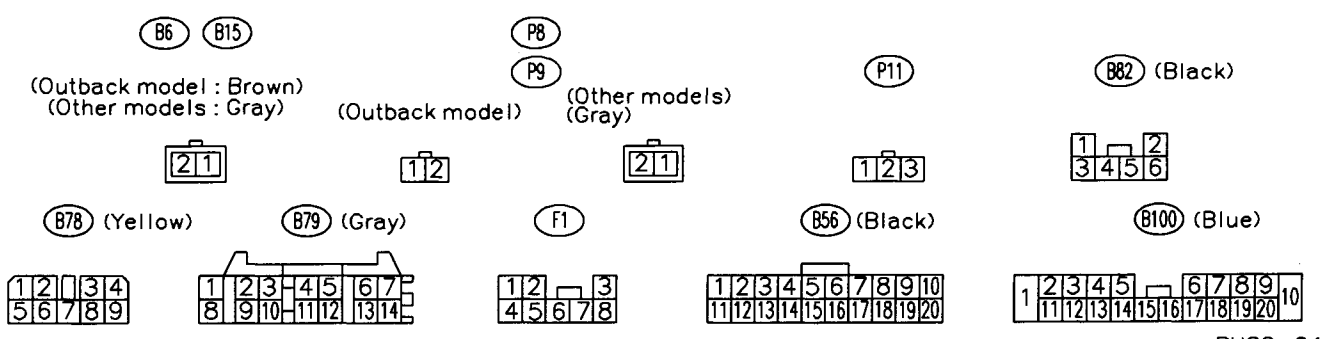 B6 B15 P8
P9 P11 B82 (Black)
(Outback model : Brown)
(Other models : Gray) (Outback model) (Other models)
(Gray)
2 1 1 2 2 1 1 2 3 1 2
3 4 5 6
B78 (Yellow) B79 (Gray) F1 B56 (Black) B100 (Blue)
1 2 3 4 1 2 3 4 5 6 7 1 2 3 1 2 3 4 5 6 7 8 9 10 1 2 3 4 5 6 7 8 9 10
5 6 7 8 9 8 9 10 11 12 13 14 4 5 6 7 8 11 12 13 14 15 16 17 18 19 20 11 12 13 14 15 16 17 18 19 20